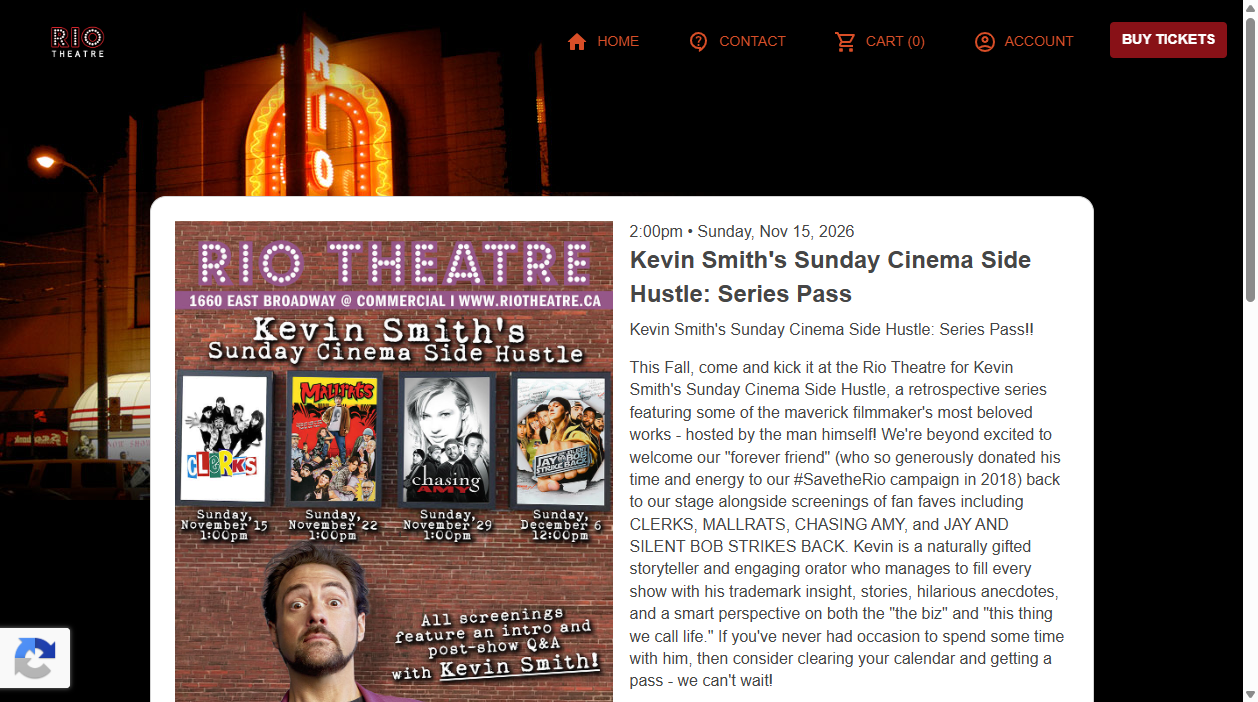 RIO
THEATRE
HOME
CONTACT
CART (0)
ACCOUNT
BUY TICKETS
RIO
RIO THEATRE
1660 EAST BROADWAY @ COMMERCIAL I WWW.RIOTHEATRE.CA
Kevin Smith's
Sunday Cinema Side Hustle
CLERKS
MALLRATS
chasing
AMY
JAY AND SILENT BOB
STRIKE BACK
Sunday,
November 15
1:00pm
Sunday,
November 22
1:00pm
Sunday,
November 29
1:00pm
Sunday,
December 6
12:00pm
All screenings
feature an intro and
post-show Q&A
with Kevin Smith!
2:00pm • Sunday, Nov 15, 2026
Kevin Smith's Sunday Cinema Side
Hustle: Series Pass
Kevin Smith's Sunday Cinema Side Hustle: Series Pass!!
This Fall, come and kick it at the Rio Theatre for Kevin
Smith's Sunday Cinema Side Hustle, a retrospective series
featuring some of the maverick filmmaker's most beloved
works - hosted by the man himself! We're beyond excited to
welcome our "forever friend" (who so generously donated his
time and energy to our #SavetheRio campaign in 2018) back
to our stage alongside screenings of fan faves including
CLERKS, MALLRATS, CHASING AMY, and JAY AND
SILENT BOB STRIKES BACK. Kevin is a naturally gifted
storyteller and engaging orator who manages to fill every
show with his trademark insight, stories, hilarious anecdotes,
and a smart perspective on both the "the biz" and "this thing
we call life." If you've never had occasion to spend some time
with him, then consider clearing your calendar and getting a
pass - we can't wait!